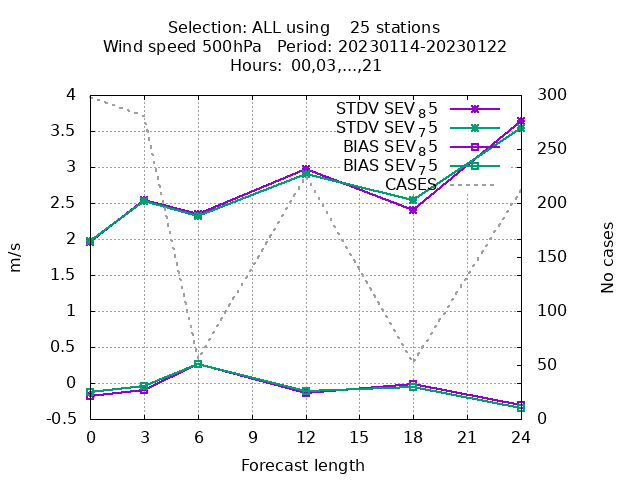 Selection: ALL using 25 stations
Wind speed 500hPa Period: 20230114-20230122
Hours: 00,03,...,21
4
3.5
3
2.5
2
1.5
1
0.5
0
-0.5
300
250
200
150
100
50
0
STDV SEV₈5
STDV SEV₇5
BIAS SEV₈5
BIAS SEV₇5
CASES
m/s
No cases
0 3 6 9 12 15 18 21 24
Forecast length